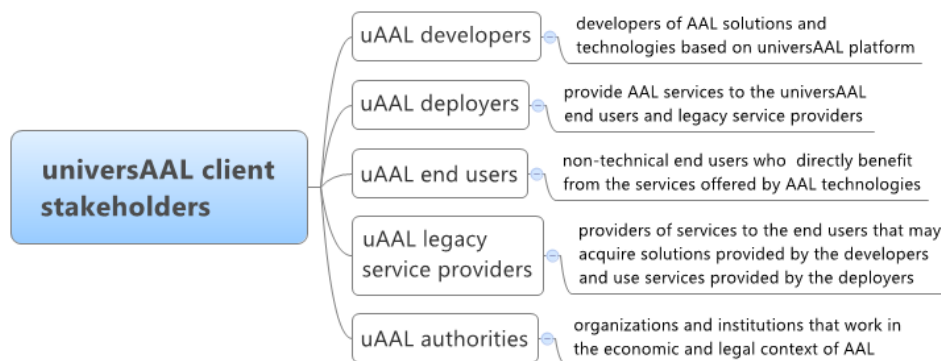 universAAL client
stakeholders
uAAL developers
developers of AAL solutions and
technologies based on universAAL platform
uAAL deployers
provide AAL services to the universAAL
end users and legacy service providers
uAAL end users
non-technical end users who directly benefit
from the services offered by AAL technologies
uAAL legacy
service providers
providers of services to the end users that may
acquire solutions provided by the developers
and use services provided by the deployers
uAAL authorities
organizations and institutions that work in
the economic and legal context of AAL